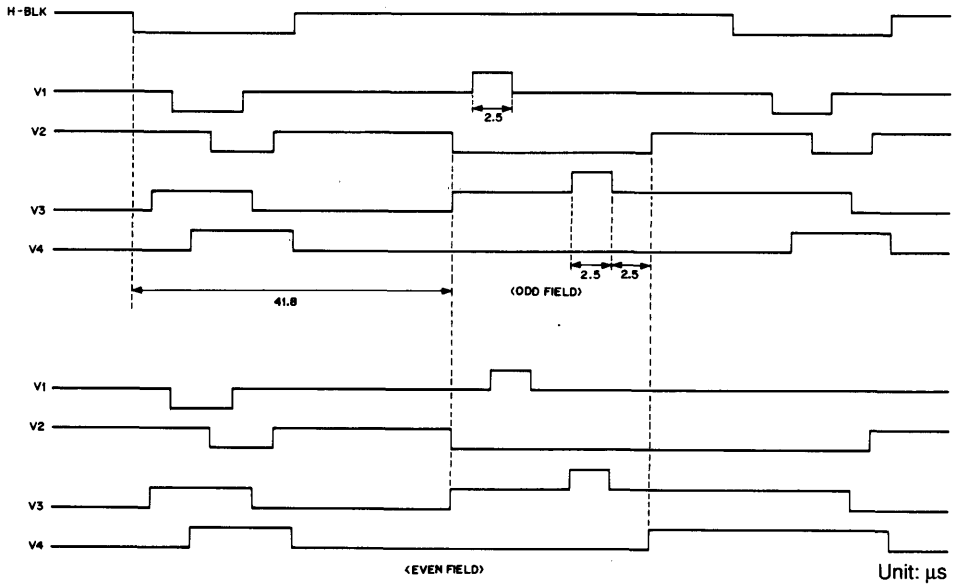 H-BLK
V1
2.5
V2
V3
V4
2.5 2.5
41.8
(ODD FIELD)
V1
V2
V3
V4
(EVEN FIELD)
Unit: μs